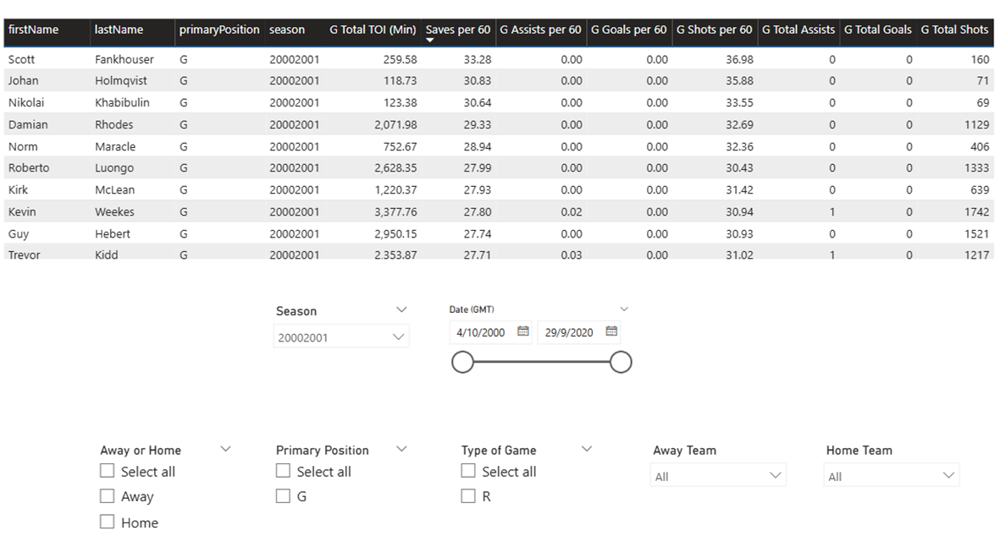 firstName lastName primaryPosition season G Total TOI (Min) Saves per 60 G Assists per 60 G Goals per 60 G Shots per 60 G Total Assists G Total Goals G Total Shots
Scott Fankhouser G 20002001 259.58 33.28 0.00 0.00 36.98 0 0 160
Johan Holmqvist G 20002001 118.73 30.83 0.00 0.00 35.88 0 0 71
Nikolai Khabibulin G 20002001 123.38 30.64 0.00 0.00 33.55 0 0 69
Damian Rhodes G 20002001 2,071.98 29.33 0.00 0.00 32.69 0 0 1129
Norm Maracle G 20002001 752.67 28.94 0.00 0.00 32.36 0 0 406
Roberto Luongo G 20002001 2,628.35 27.99 0.00 0.00 30.43 0 0 1333
Kirk McLean G 20002001 1,220.37 27.93 0.00 0.00 31.42 0 0 639
Kevin Weekes G 20002001 3,377.76 27.80 0.02 0.00 30.94 1 0 1742
Guy Hebert G 20002001 2,950.15 27.74 0.00 0.00 30.93 0 0 1521
Trevor Kidd G 20002001 2,353.87 27.71 0.03 0.00 31.02 1 0 1217
Season
20002001
Date (GMT)
4/10/2000 29/9/2020
Away or Home
Select all
Away
Home
Primary Position
Select all
G
Type of Game
Select all
R
Away Team
All
Home Team
All